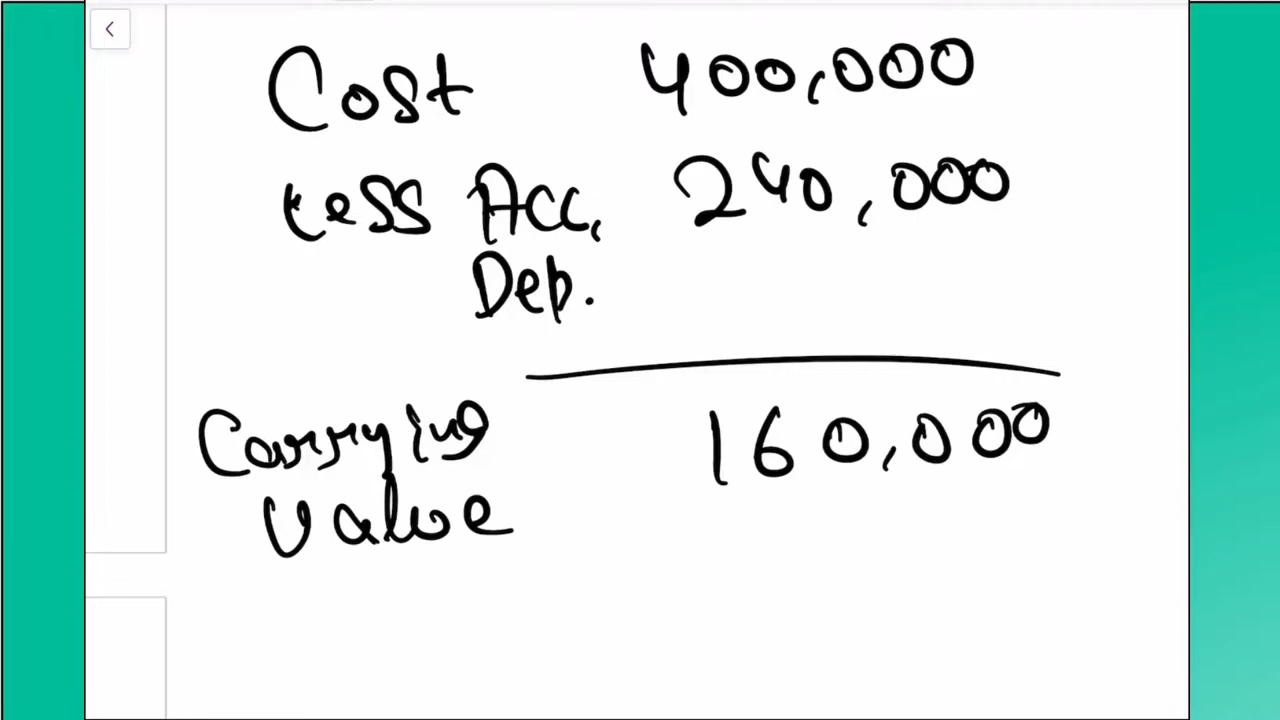 Cost 400,000
Less Acc. 240,000
Dep.
Carrying 160,000
Value